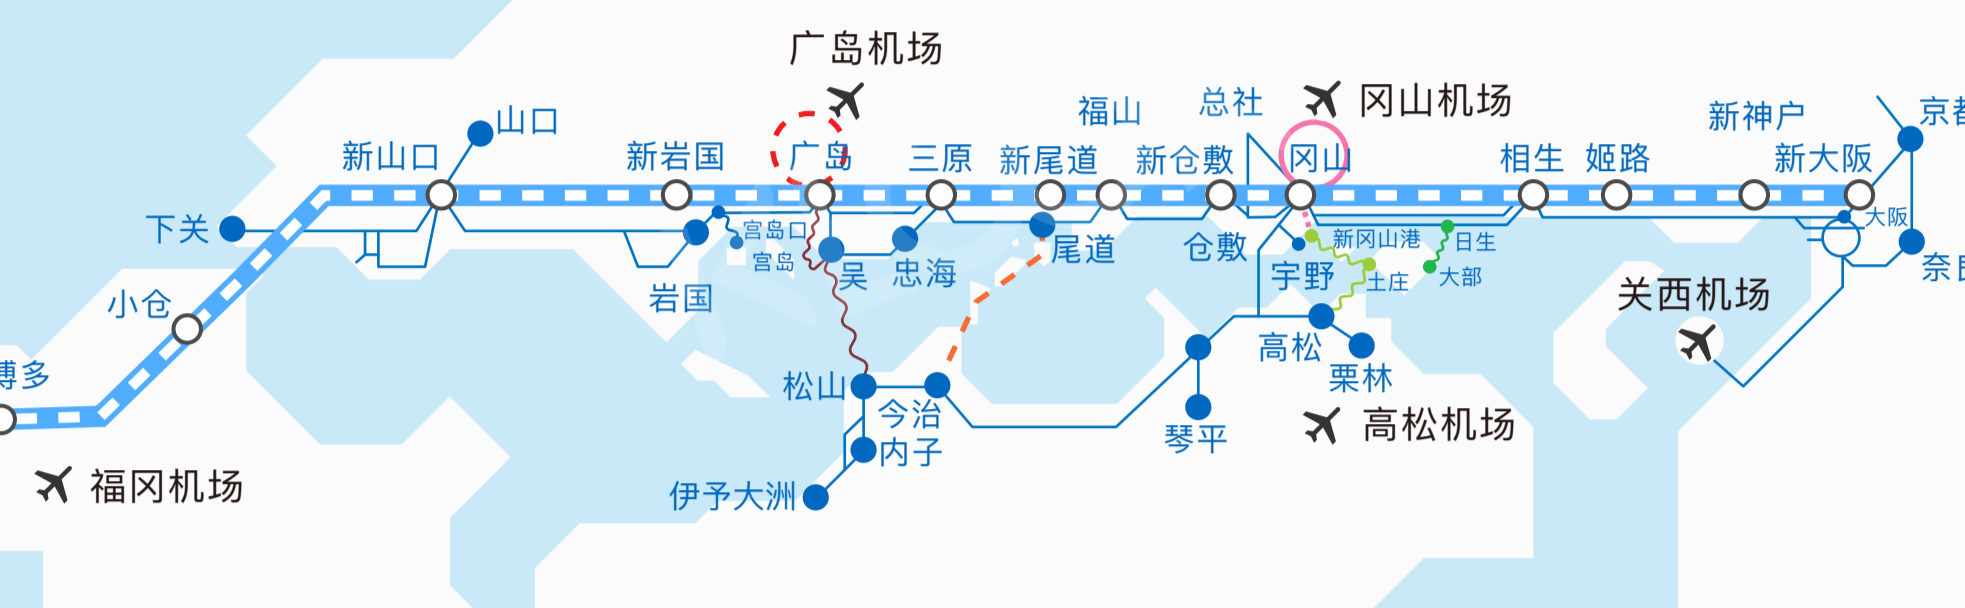 广岛机场
冈山机场
福山
总社
新神户
京都
山口
新山口
新岩国
广岛
三原
新尾道
新仓敷
冈山
相生
姬路
新大阪
下关
宫岛口
宫岛
吴
忠海
尾道
仓敷
新冈山港
日生
大阪
奈良
岩国
宇野
土庄
大部
关西机场
小仓
博多
高松
栗林
松山
今治
琴平
高松机场
内子
伊予大洲
福冈机场